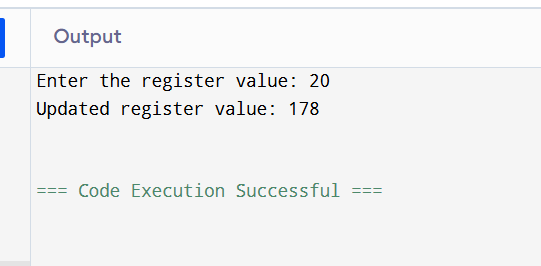 Output
Enter the register value: 20
Updated register value: 178
=== Code Execution Successful ===